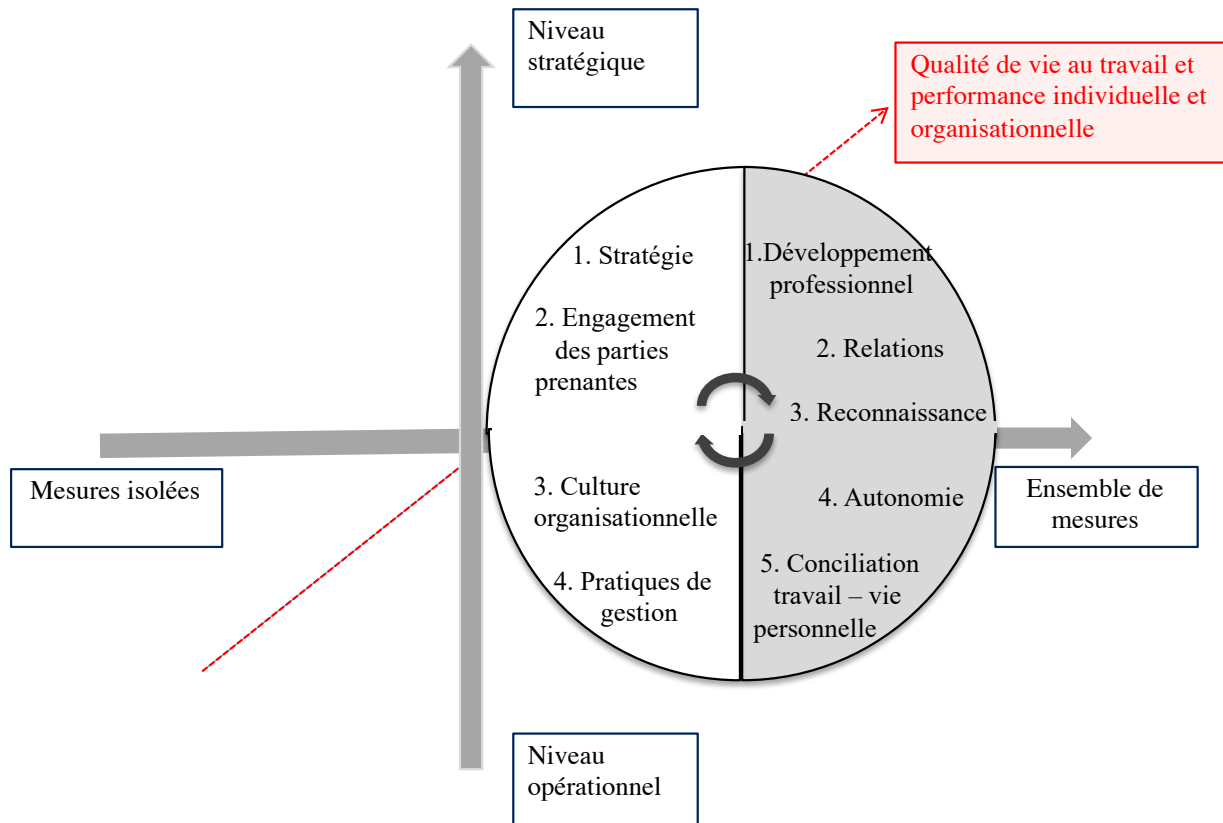 Niveau
stratégique
Qualité de vie au travail et
performance individuelle et
organisationnelle
1. Stratégie
2. Engagement
des parties
prenantes
3. Culture
organisationnelle
4. Pratiques de
gestion
1.Développement
professionnel
2. Relations
3. Reconnaissance
4. Autonomie
5. Conciliation
travail – vie
personnelle
Mesures isolées
Ensemble de
mesures
Niveau
opérationnel